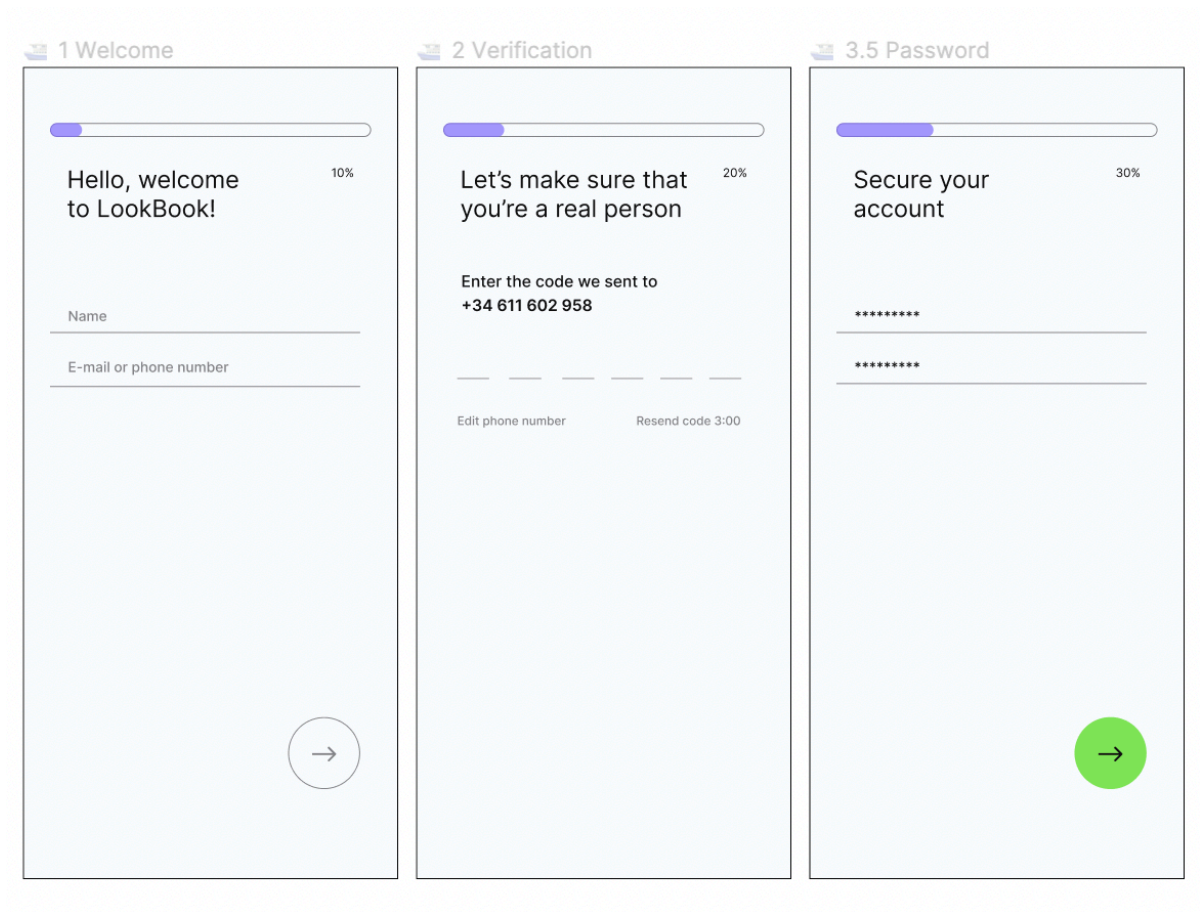 1 Welcome
10%
Hello, welcome
to LookBook!
Name
E-mail or phone number
2 Verification
20%
Let’s make sure that
you’re a real person
Enter the code we sent to
+34 611 602 958
Edit phone number
Resend code 3:00
3.5 Password
30%
Secure your
account
*********
*********